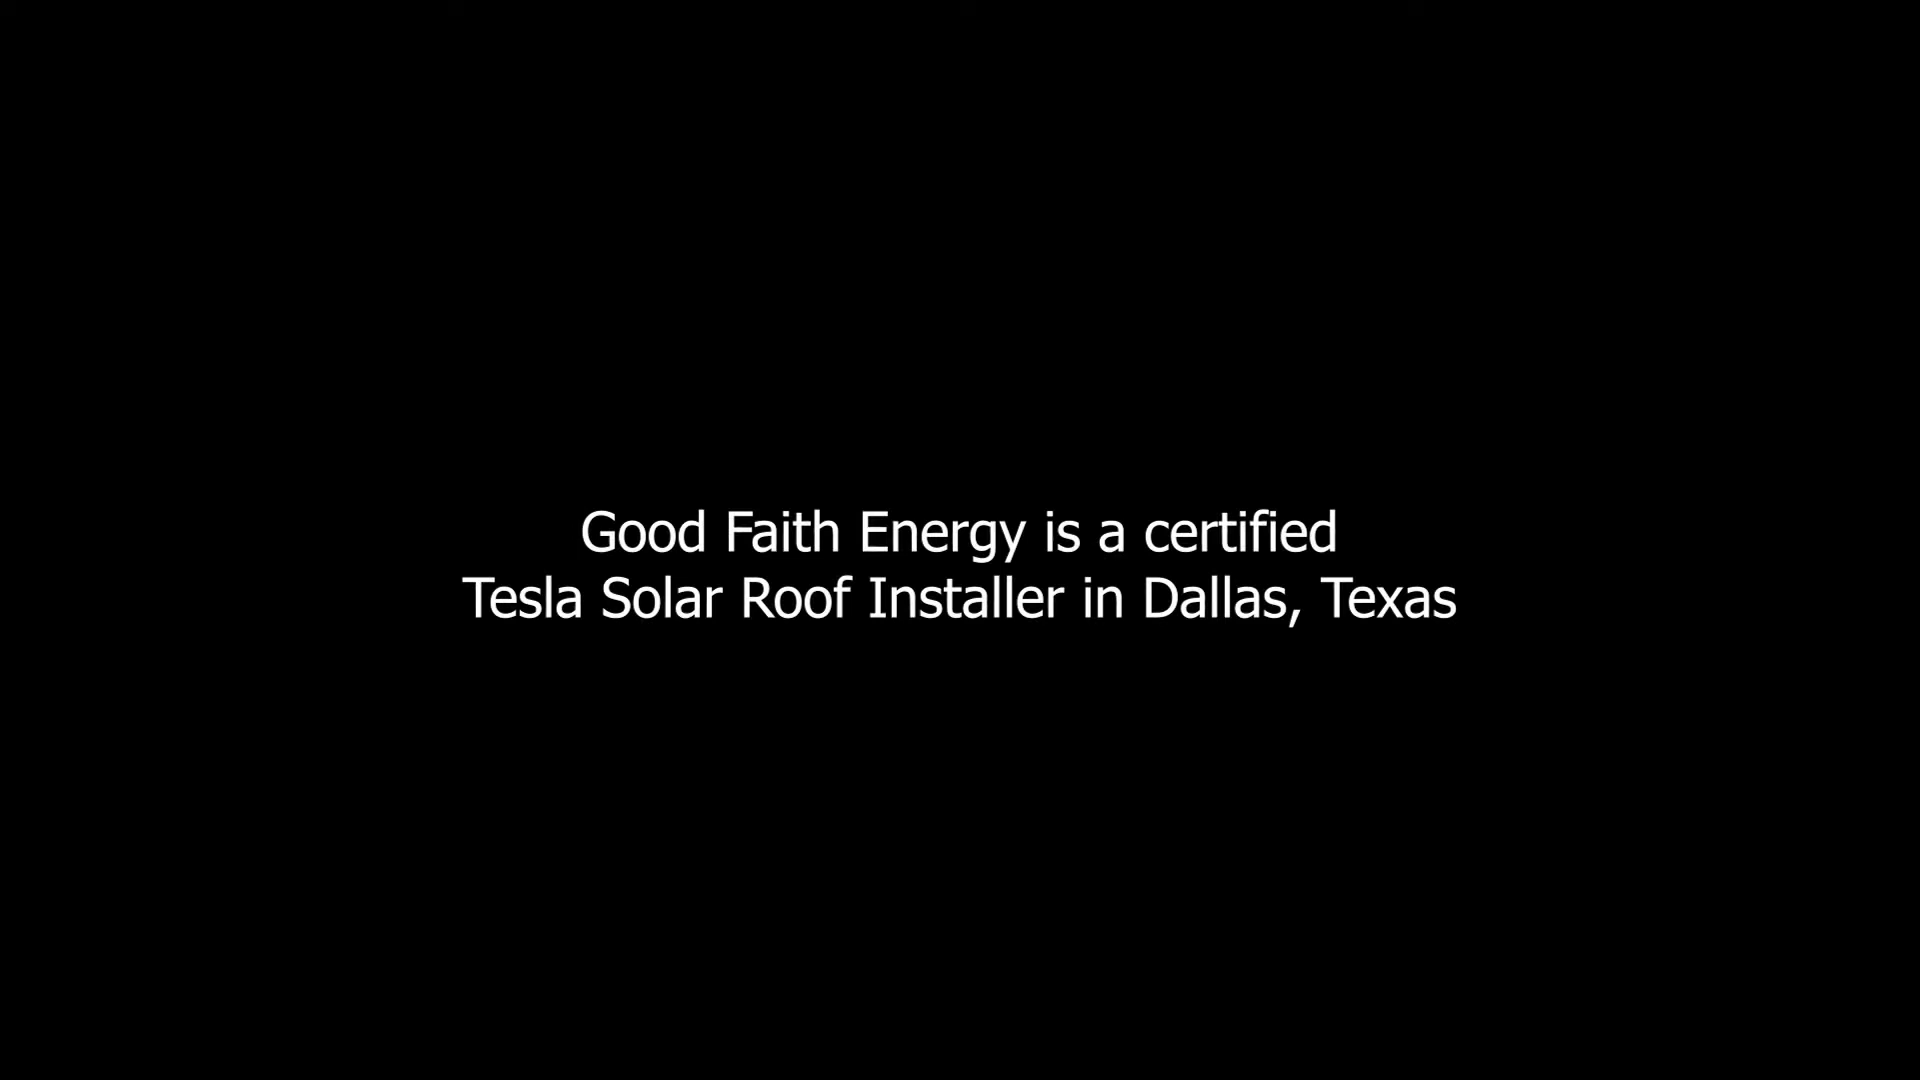 Good Faith Energy is a certified
Tesla Solar Roof Installer in Dallas, Texas